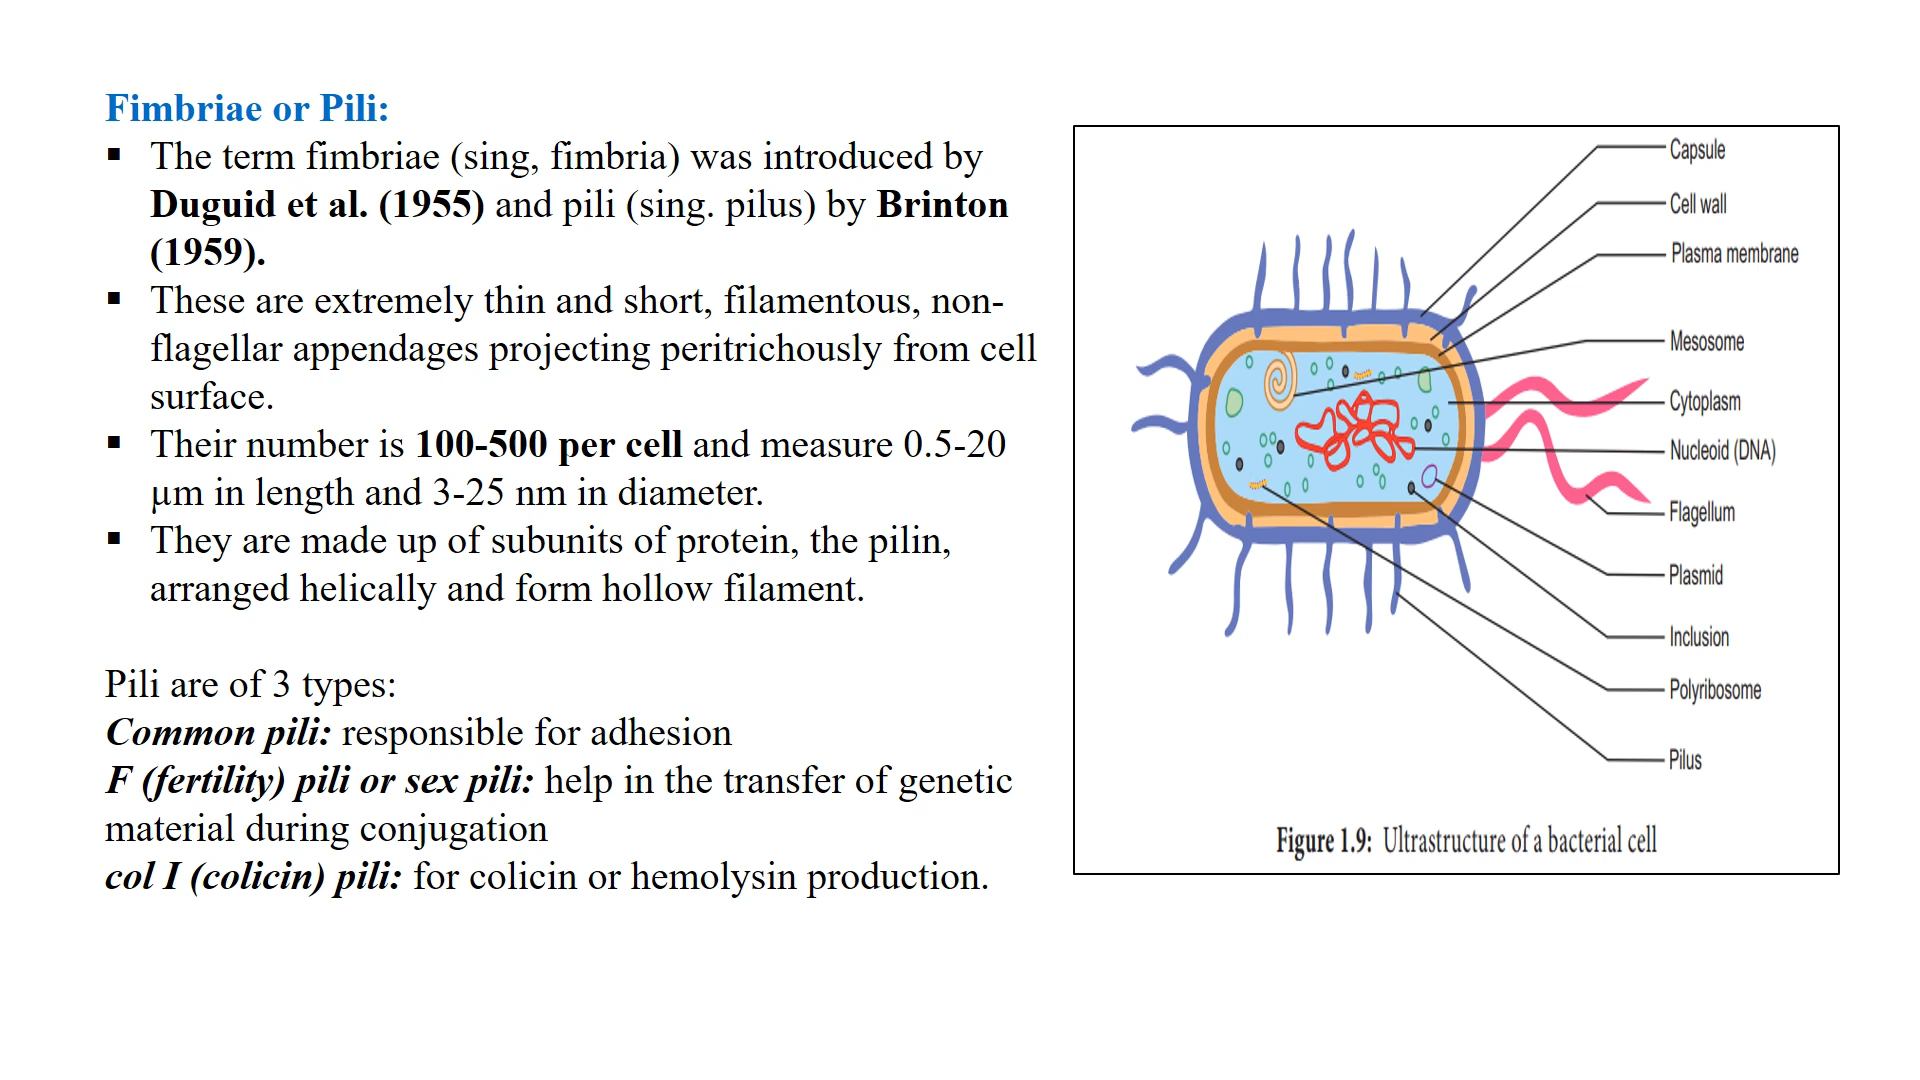 Fimbriae or Pili:
▪ The term fimbriae (sing, fimbria) was introduced by
Duguid et al. (1955) and pili (sing. pilus) by Brinton
(1959).
▪ These are extremely thin and short, filamentous, non-
flagellar appendages projecting peritrichously from cell
surface.
▪ Their number is 100-500 per cell and measure 0.5-20
µm in length and 3-25 nm in diameter.
▪ They are made up of subunits of protein, the pilin,
arranged helically and form hollow filament.
Pili are of 3 types:
Common pili: responsible for adhesion
F (fertility) pili or sex pili: help in the transfer of genetic
material during conjugation
col I (colicin) pili: for colicin or hemolysin production.
Capsule
Cell wall
Plasma membrane
Mesosome
Cytoplasm
Nucleoid (DNA)
Flagellum
Plasmid
Inclusion
Polyribosome
Pilus
Figure 1.9: Ultrastructure of a bacterial cell